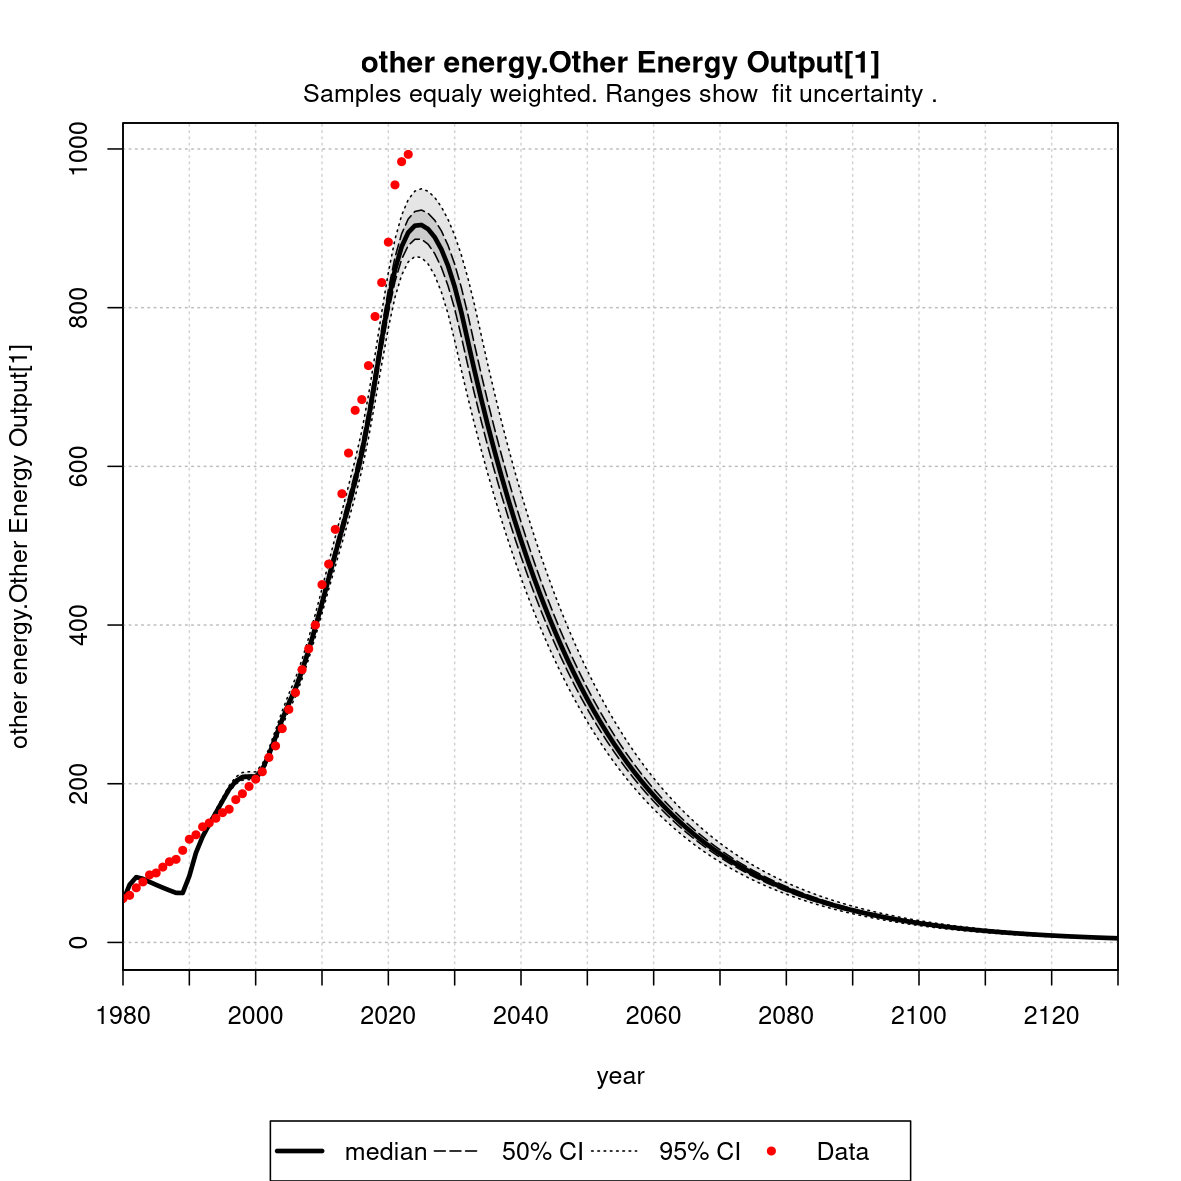 other energy.Other Energy Output[1]
Samples equaly weighted. Ranges show  fit uncertainty .
other energy.Other Energy Output[1]
1000
800
600
400
200
0
1980 2000 2020 2040 2060 2080 2100 2120
year
median 50% CI 95% CI Data